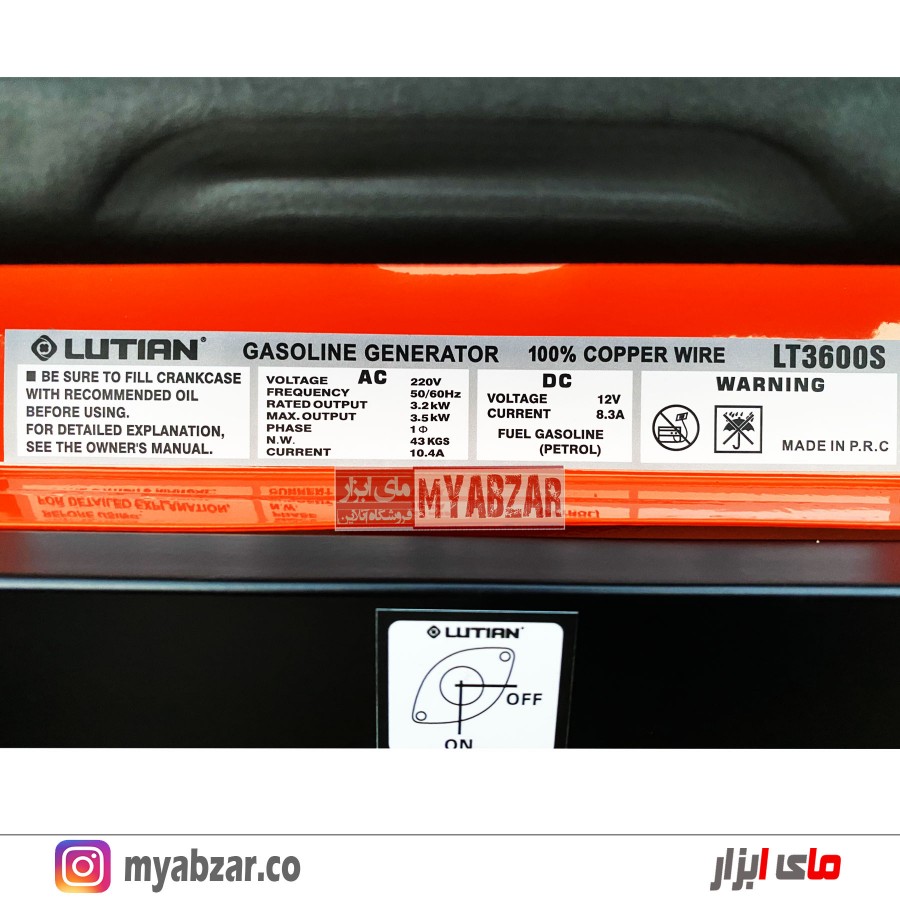 LUTIAN® GASOLINE GENERATOR 100% COPPER WIRE LT3600S
■ BE SURE TO FILL CRANKCASE
WITH RECOMMENDED OIL
BEFORE USING.
FOR DETAILED EXPLANATION,
SEE THE OWNER'S MANUAL.
AC
VOLTAGE 220V
FREQUENCY 50/60Hz
RATED OUTPUT 3.2kW
MAX. OUTPUT 3.5kW
PHASE 1Φ
N.W. 43KGS
CURRENT 10.4A
DC
VOLTAGE 12V
CURRENT 8.3A
FUEL GASOLINE
(PETROL)
WARNING
MADE IN P.R.C
مای ابزار
فروشگاه آنلاین
MYABZAR
LUTIAN
OFF
ON
myabzar.co
مای ابزار